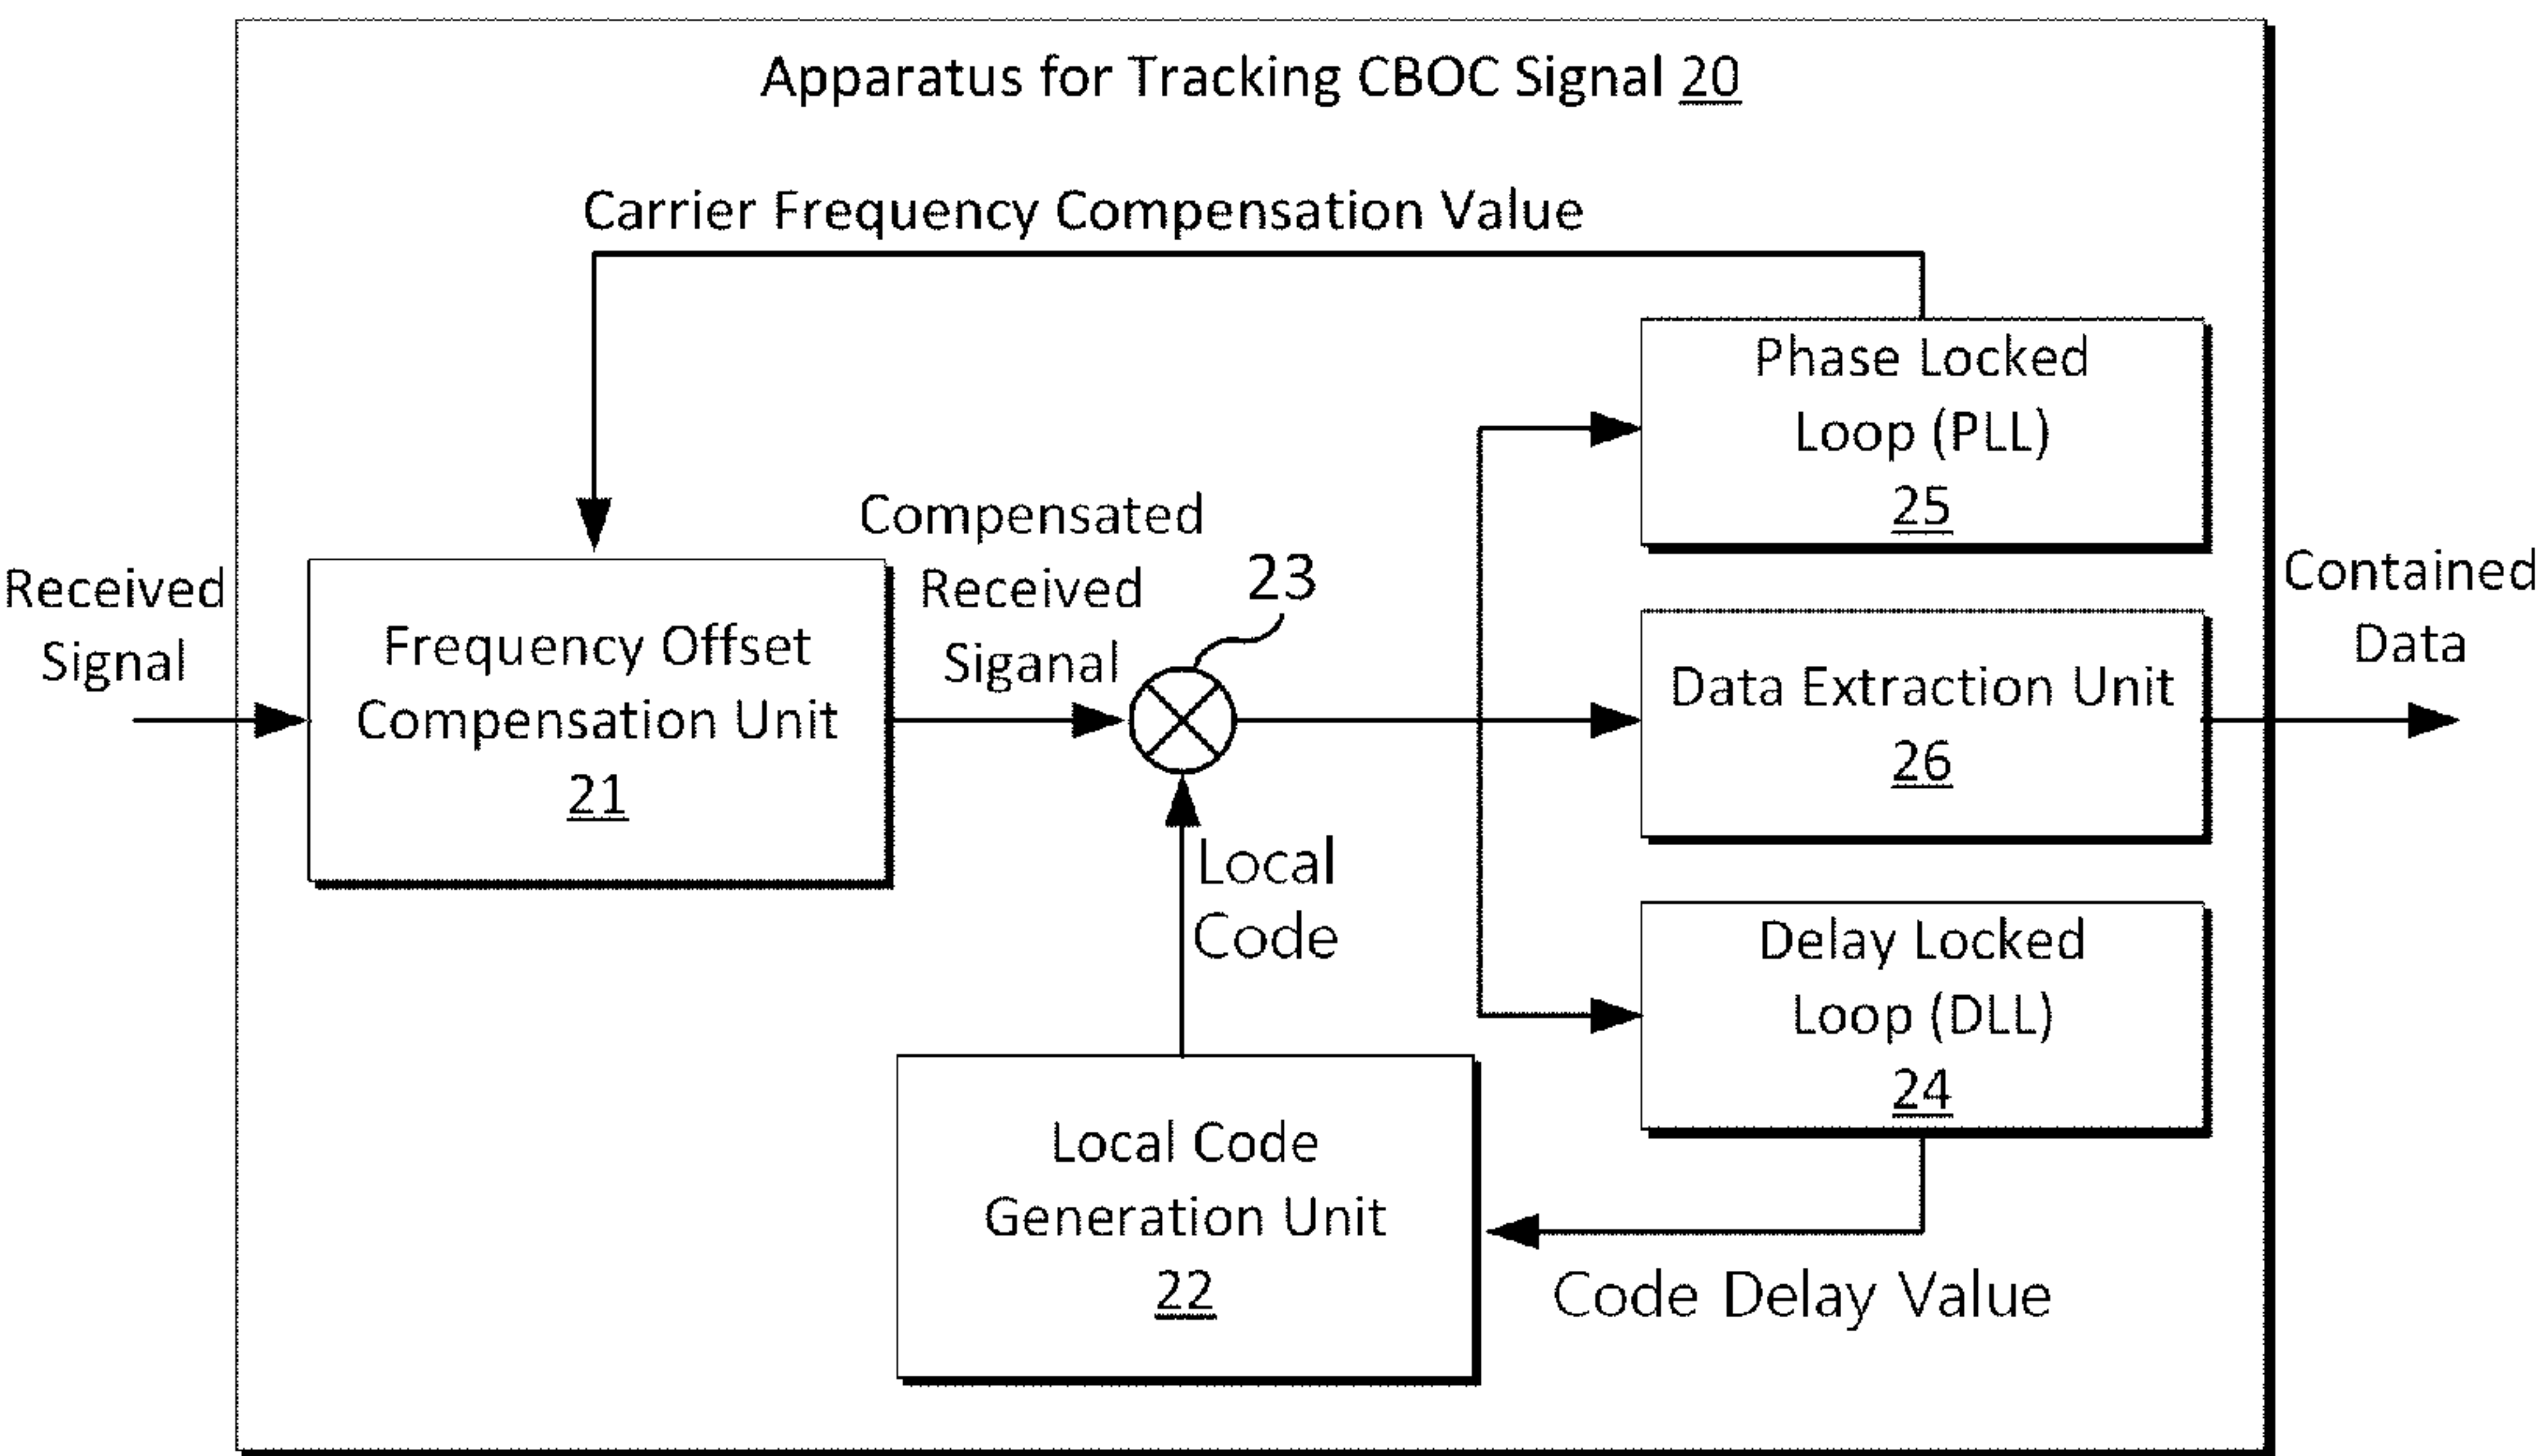 Apparatus for Tracking CBOC Signal 20
Carrier Frequency Compensation Value
Phase Locked
Loop (PLL)
25
Received
Signal
Frequency Offset
Compensation Unit
21
Compensated
Received
Siganal
23
Data Extraction Unit
26
Contained
Data
Local
Code
Delay Locked
Loop (DLL)
24
Local Code
Generation Unit
22
Code Delay Value